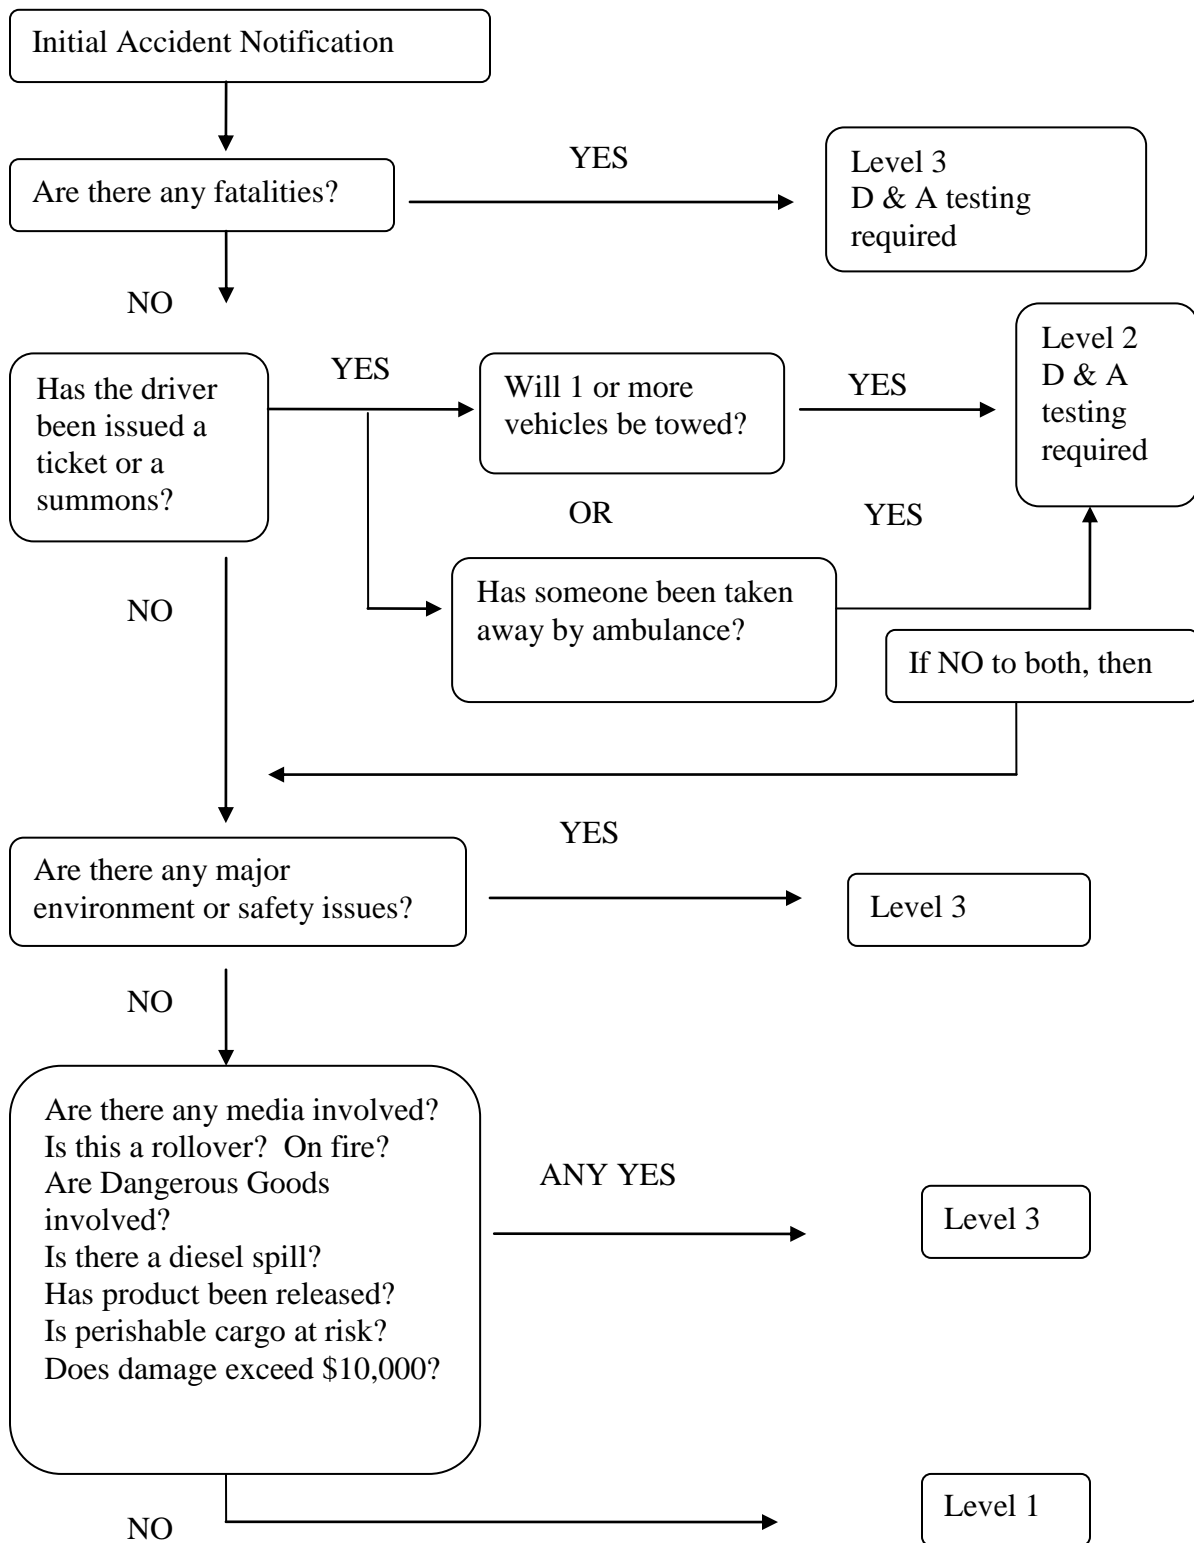 Initial Accident Notification
YES
Are there any fatalities?
Level 3
D & A testing
required
NO
Has the driver
been issued a
ticket or a
summons?
YES
Will 1 or more
vehicles be towed?
YES
Level 2
D & A
testing
required
OR
YES
NO
Has someone been taken
away by ambulance?
If NO to both, then
YES
Are there any major
environment or safety issues?
Level 3
NO
Are there any media involved?
Is this a rollover?  On fire?
Are Dangerous Goods
involved?
Is there a diesel spill?
Has product been released?
Is perishable cargo at risk?
Does damage exceed $10,000?
ANY YES
Level 3
Level 1
NO